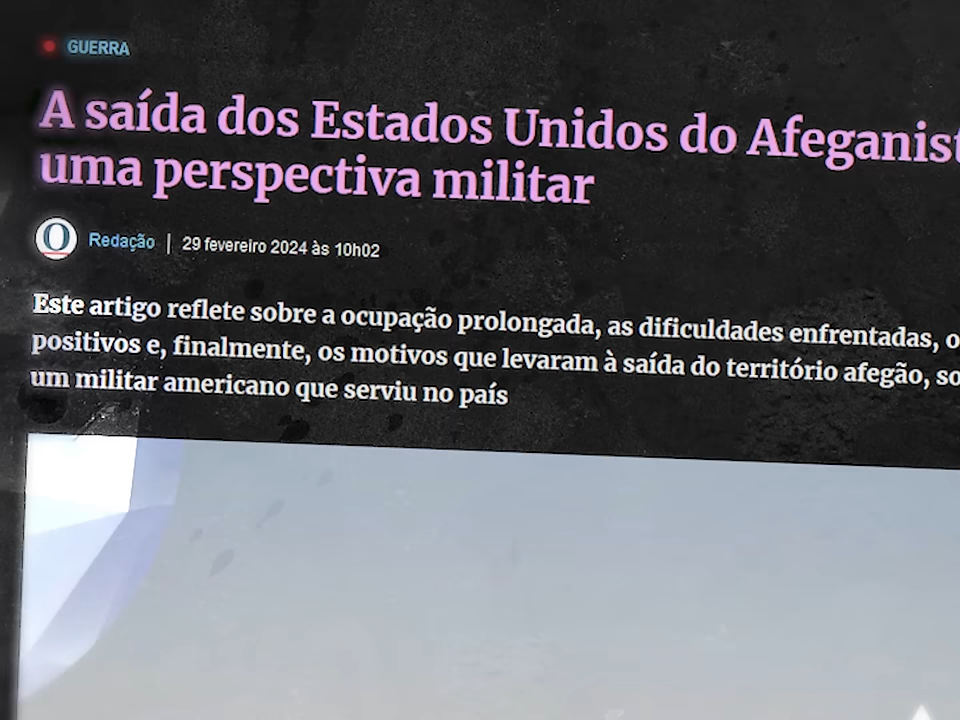 GUERRA
A saída dos Estados Unidos do Afeganist
uma perspectiva militar
O
Redação | 29 fevereiro 2024 às 10h02
Este artigo reflete sobre a ocupação prolongada, as dificuldades enfrentadas, o
positivos e, finalmente, os motivos que levaram à saída do território afegão, so
um militar americano que serviu no país